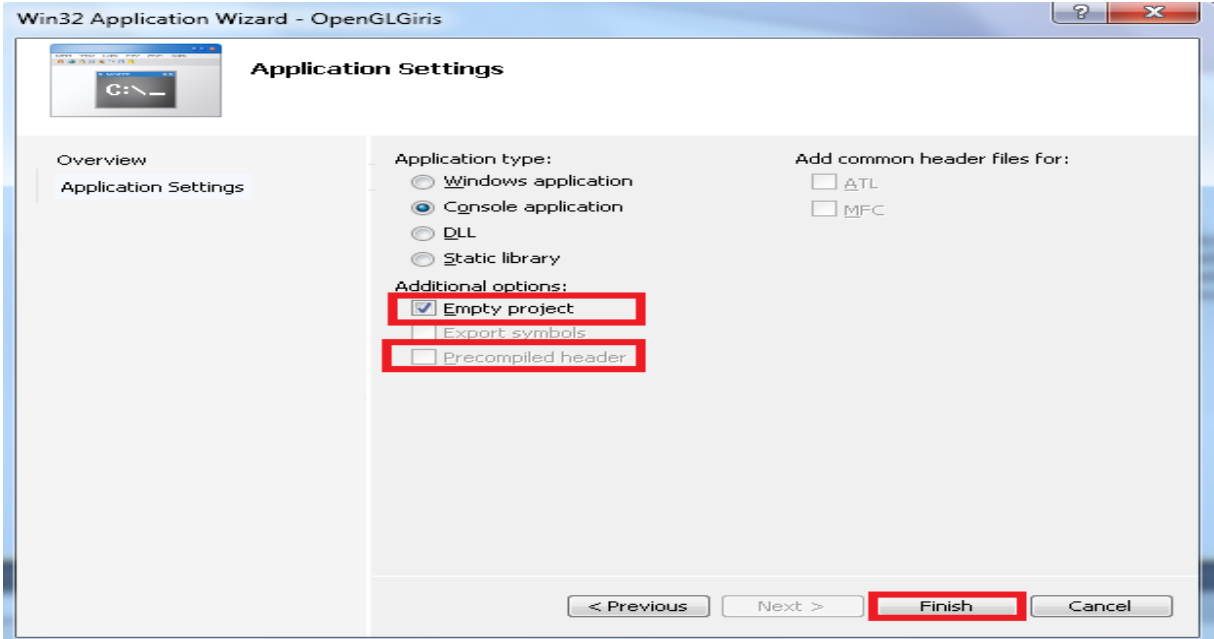 Win32 Application Wizard - OpenGLGiris
C:\_
Application Settings
Overview
Application Settings
Application type:
Windows application
Console application
DLL
Static library
Additional options:
Empty project
Export symbols
Precompiled header
Add common header files for:
ATL
MFC
< Previous
Next >
Finish
Cancel